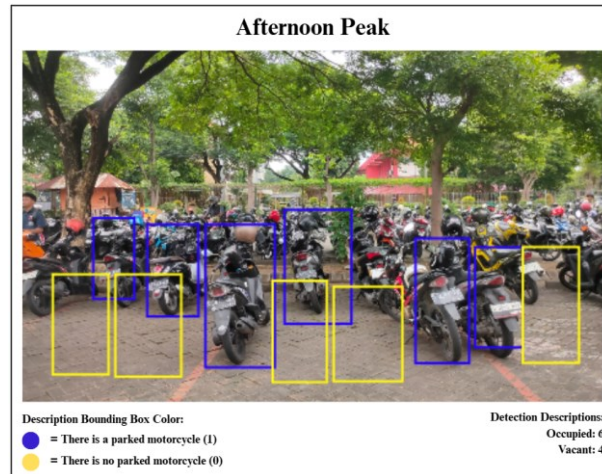 Afternoon Peak
Description Bounding Box Color:
= There is a parked motorcycle (1)
= There is no parked motorcycle (0)
Detection Descriptions:
Occupied: 6
Vacant: 4